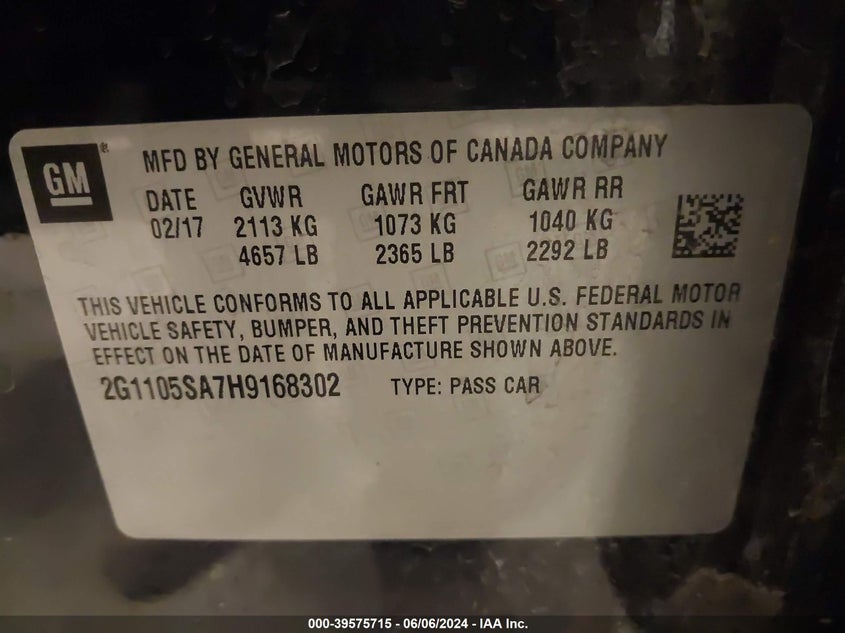 GM
MFD BY GENERAL MOTORS OF CANADA COMPANY
DATE GVWR GAWR FRT GAWR RR
02/17 2113 KG 1073 KG 1040 KG
4657 LB 2365 LB 2292 LB
THIS VEHICLE CONFORMS TO ALL APPLICABLE U.S. FEDERAL MOTOR
VEHICLE SAFETY, BUMPER, AND THEFT PREVENTION STANDARDS IN
EFFECT ON THE DATE OF MANUFACTURE SHOWN ABOVE.
2G1105SA7H9168302 TYPE: PASS CAR
000-39575715 - 06/06/2024 - IAA Inc.